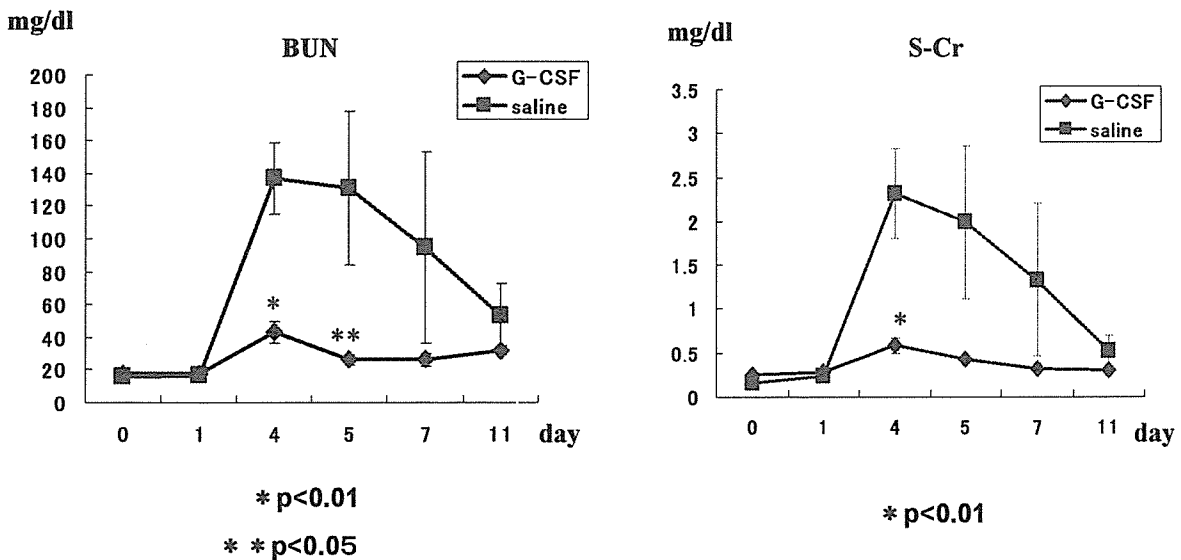 mg/dl
BUN
G-CSF
saline
200
180
160
140
120
100
80
60
40
20
0
*
**
0 1 4 5 7 11 day
* p<0.01
* * p<0.05
mg/dl
S-Cr
G-CSF
saline
3.5
3
2.5
2
1.5
1
0.5
0
*
0 1 4 5 7 11 day
* p<0.01